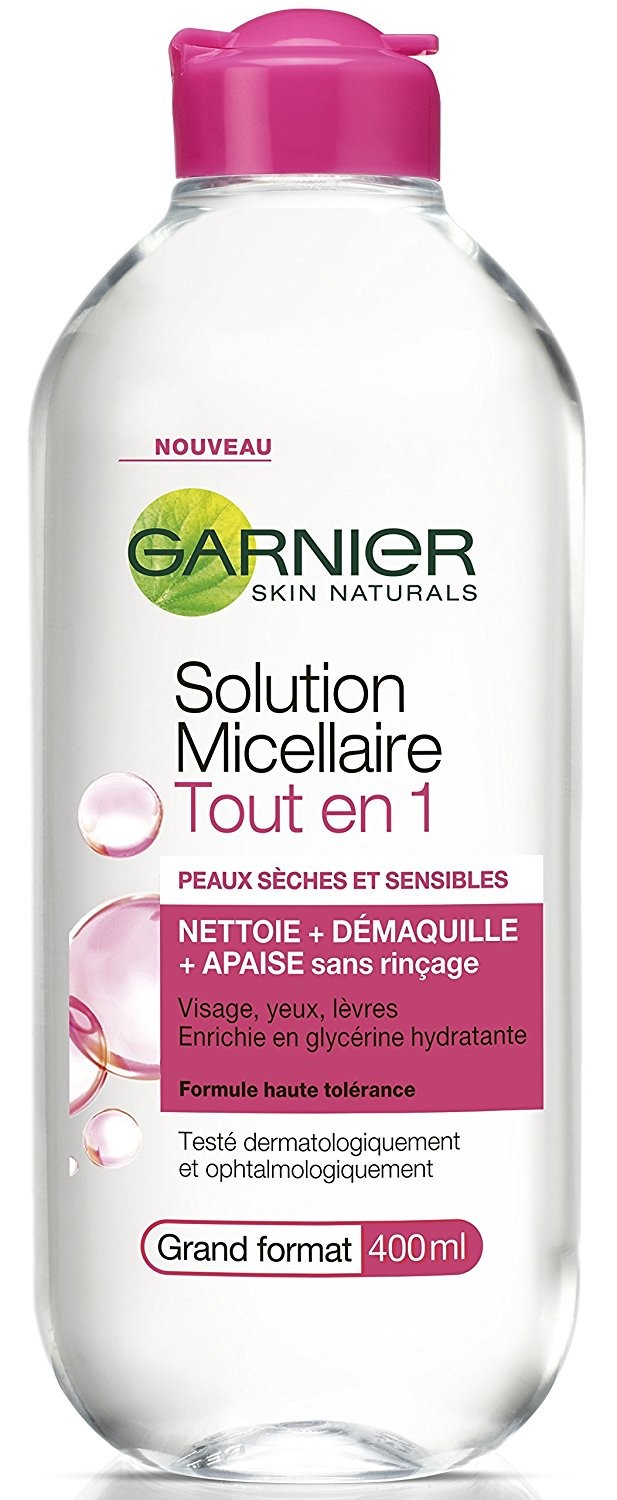 NOUVEAU
GARNIER
SKIN NATURALS
Solution
Micellaire
Tout en 1
PEAUX SÈCHES ET SENSIBLES
NETTOIE + DÉMAQUILLE
+ APAISE sans rinçage
Visage, yeux, lèvres
Enrichie en glycérine hydratante
Formule haute tolérance
Testé dermatologiquement
et ophtalmologiquement
Grand format 400ml